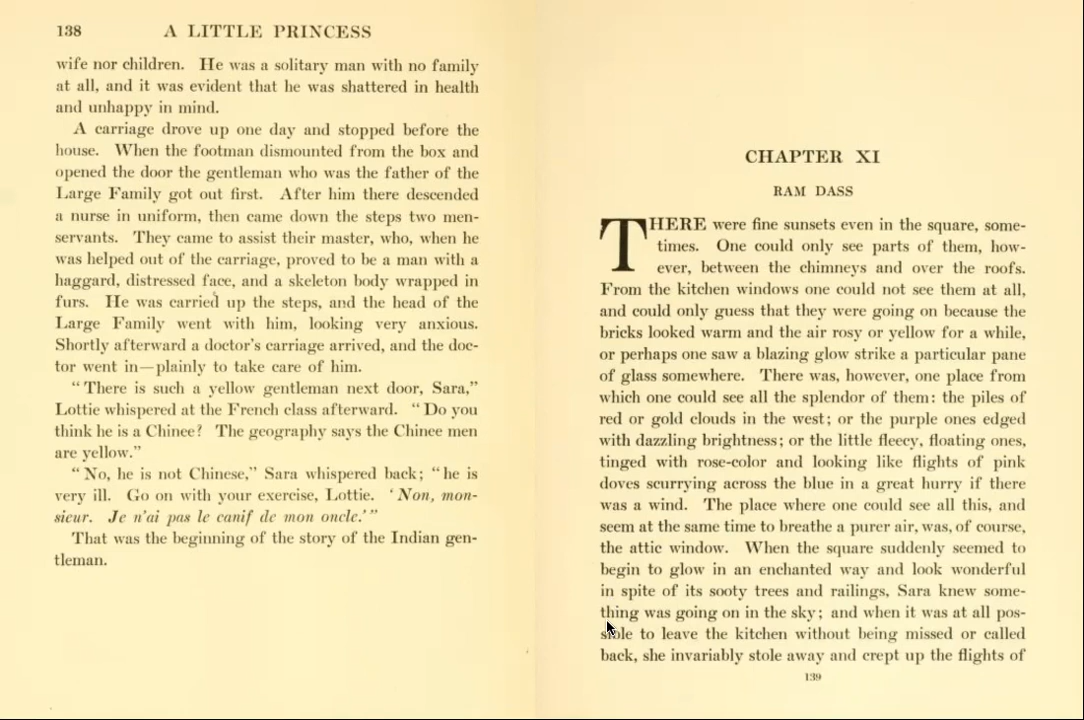 138 A LITTLE PRINCESS
wife nor children. He was a solitary man with no family
at all, and it was evident that he was shattered in health
and unhappy in mind.
A carriage drove up one day and stopped before the
house. When the footman dismounted from the box and
opened the door the gentleman who was the father of the
Large Family got out first. After him there descended
a nurse in uniform, then came down the steps two men-
servants. They came to assist their master, who, when he
was helped out of the carriage, proved to be a man with a
haggard, distressed face, and a skeleton body wrapped in
furs. He was carried up the steps, and the head of the
Large Family went with him, looking very anxious.
Shortly afterward a doctor's carriage arrived, and the doc-
tor went in—plainly to take care of him.
"There is such a yellow gentleman next door, Sara,"
Lottie whispered at the French class afterward. "Do you
think he is a Chinee? The geography says the Chinee men
are yellow."
"No, he is not Chinese," Sara whispered back; "he is
very ill. Go on with your exercise, Lottie. 'Non, mon-
sieur. Je n'ai pas le canif de mon oncle.'"
That was the beginning of the story of the Indian gen-
tleman.
CHAPTER XI
RAM DASS
THERE were fine sunsets even in the square, some-
times. One could only see parts of them, how-
ever, between the chimneys and over the roofs.
From the kitchen windows one could not see them at all,
and could only guess that they were going on because the
bricks looked warm and the air rosy or yellow for a while,
or perhaps one saw a blazing glow strike a particular pane
of glass somewhere. There was, however, one place from
which one could see all the splendor of them: the piles of
red or gold clouds in the west; or the purple ones edged
with dazzling brightness; or the little fleecy, floating ones,
tinged with rose-color and looking like flights of pink
doves scurrying across the blue in a great hurry if there
was a wind. The place where one could see all this, and
seem at the same time to breathe a purer air, was, of course,
the attic window. When the square suddenly seemed to
begin to glow in an enchanted way and look wonderful
in spite of its sooty trees and railings, Sara knew some-
thing was going on in the sky; and when it was at all pos-
sible to leave the kitchen without being missed or called
back, she invariably stole away and crept up the flights of
139